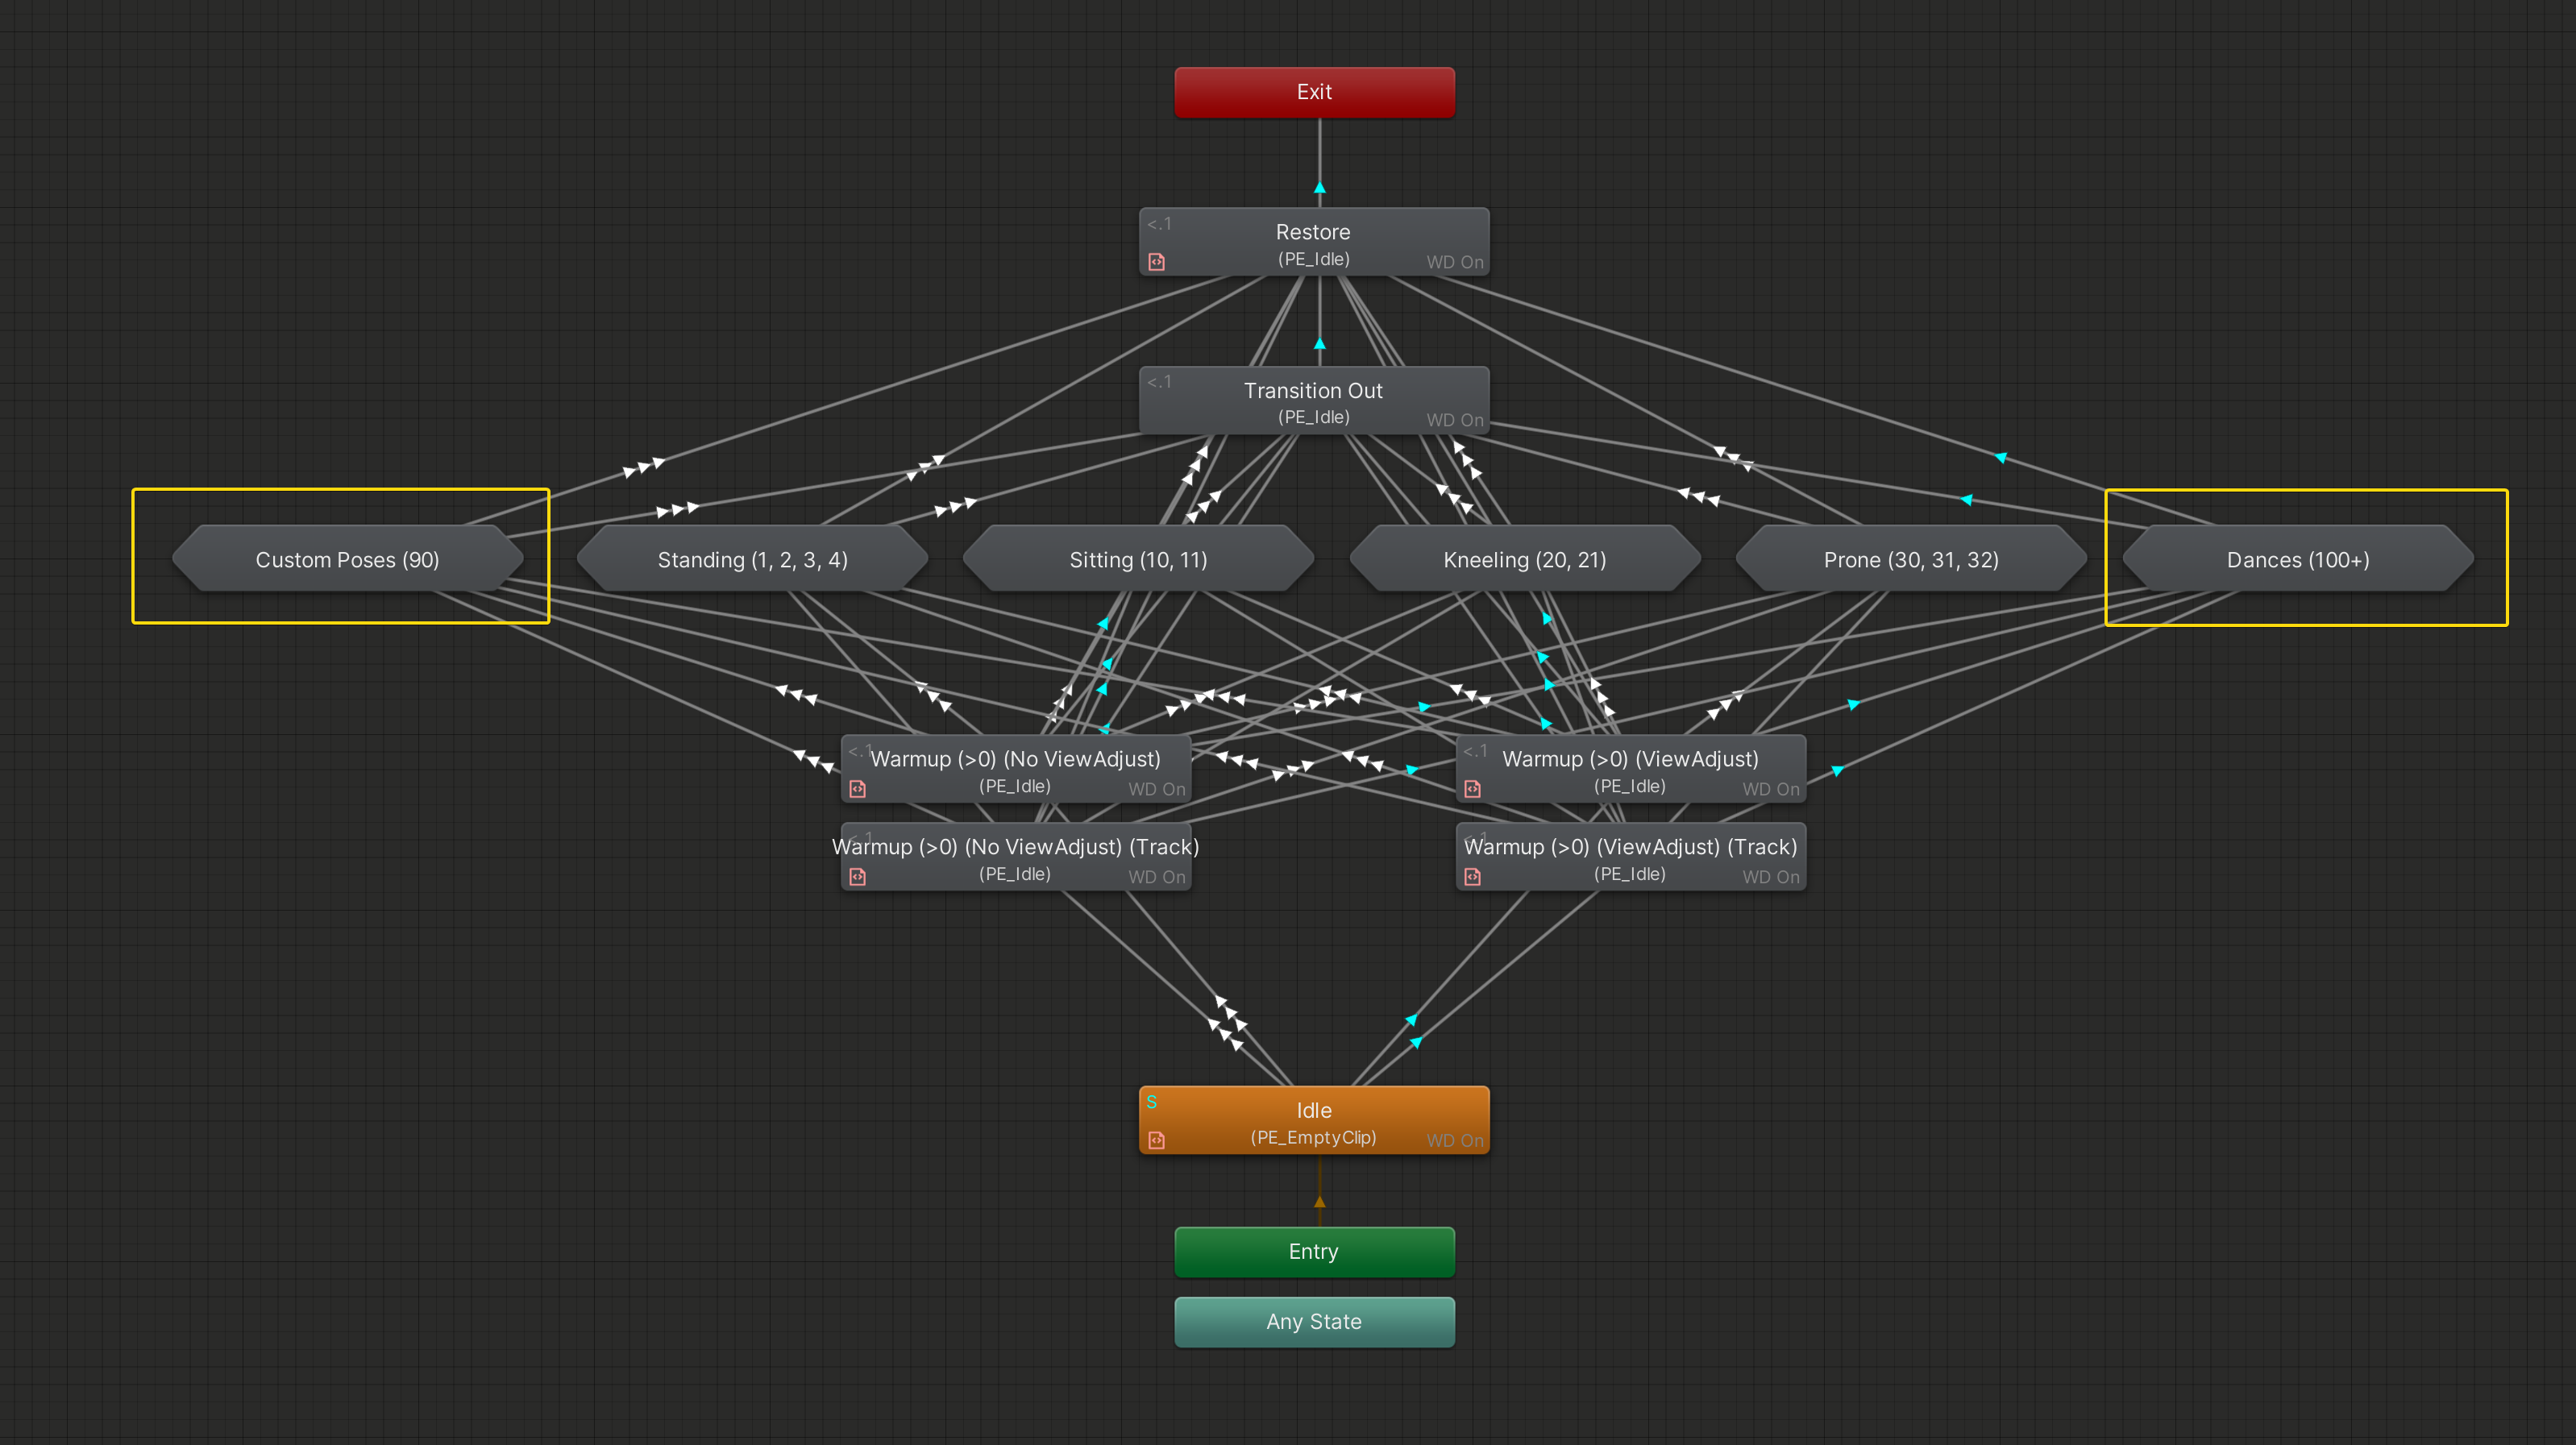 Exit
<.1
Restore
(PE_Idle)
WD On
<.1
Transition Out
(PE_Idle)
WD On
Custom Poses (90)
Standing (1, 2, 3, 4)
Sitting (10, 11)
Kneeling (20, 21)
Prone (30, 31, 32)
Dances (100+)
<.1
Warmup (>0) (No ViewAdjust)
(PE_Idle)
WD On
<.1
Warmup (>0) (ViewAdjust)
(PE_Idle)
WD On
<.1
Warmup (>0) (No ViewAdjust) (Track)
(PE_Idle)
WD On
<.1
Warmup (>0) (ViewAdjust) (Track)
(PE_Idle)
WD On
S
Idle
(PE_EmptyClip)
WD On
Entry
Any State